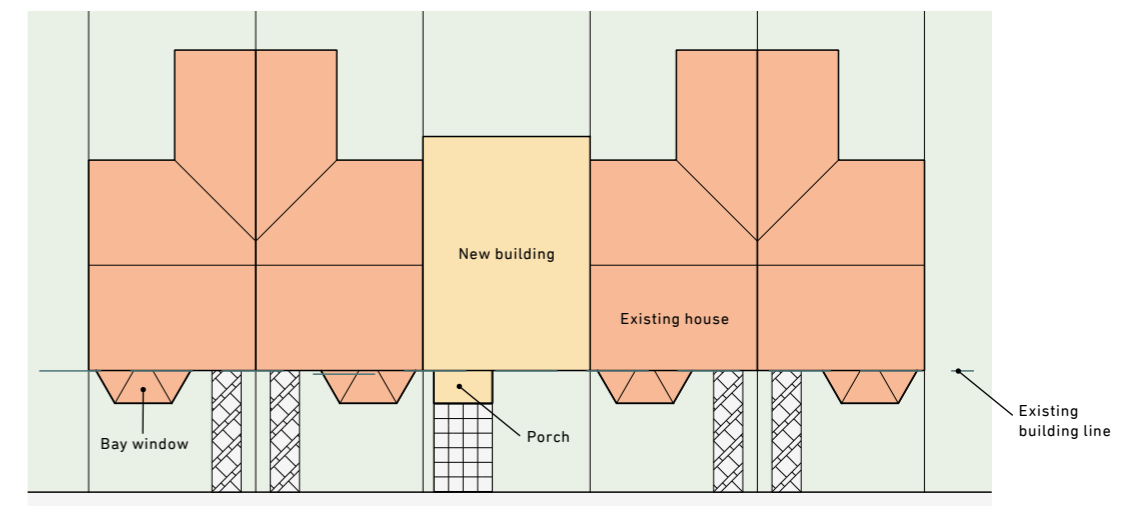 New building
Existing house
Bay window
Porch
Existing
building line